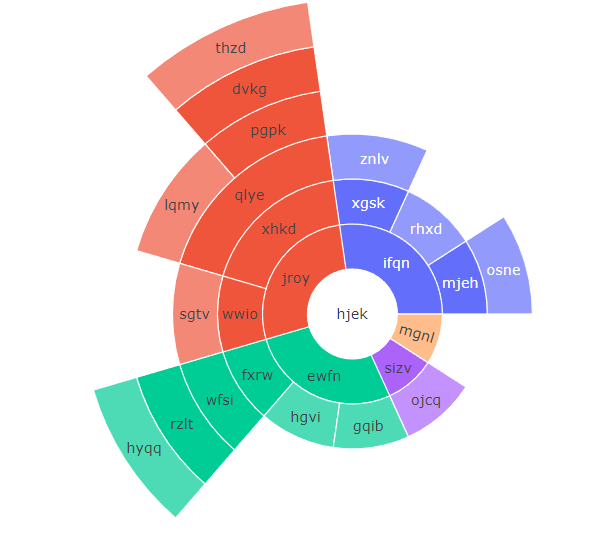 thzd
dvkg
pgpk
znlv
qlye
lqmy
xgsk
xhkd
rhxd
ifqn
osne
jroy
mjeh
sgtv
wwio
hjek
mgnl
sizv
fxrw
ewfn
wfsi
ojcq
hgvi
rzlt
gqib
hyqq